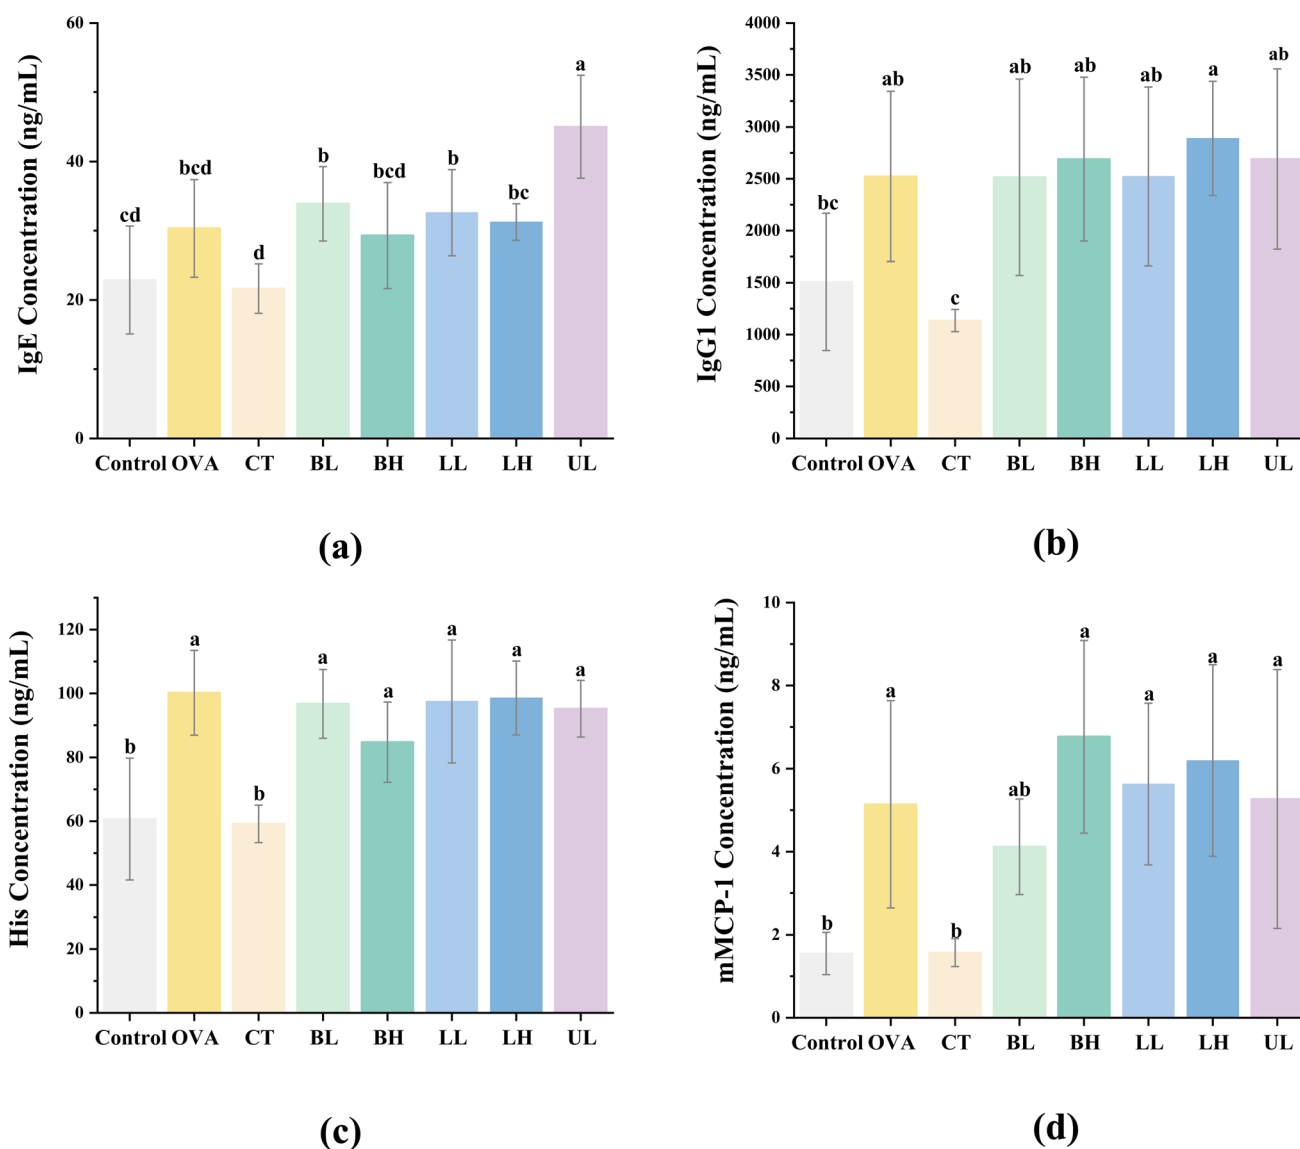 IgE Concentration (ng/mL)
60
40
20
0
cd
bcd
d
b
bcd
b
bc
a
Control OVA CT BL BH LL LH UL
(a)
IgG1 Concentration (ng/mL)
4000
3500
3000
2500
2000
1500
1000
500
0
bc
ab
c
ab
ab
ab
a
ab
Control OVA CT BL BH LL LH UL
(b)
His Concentration (ng/mL)
120
100
80
60
40
20
0
b
a
b
a
a
a
a
a
Control OVA CT BL BH LL LH UL
(c)
mMCP-1 Concentration (ng/mL)
10
8
6
4
2
0
b
a
b
ab
a
a
a
a
Control OVA CT BL BH LL LH UL
(d)